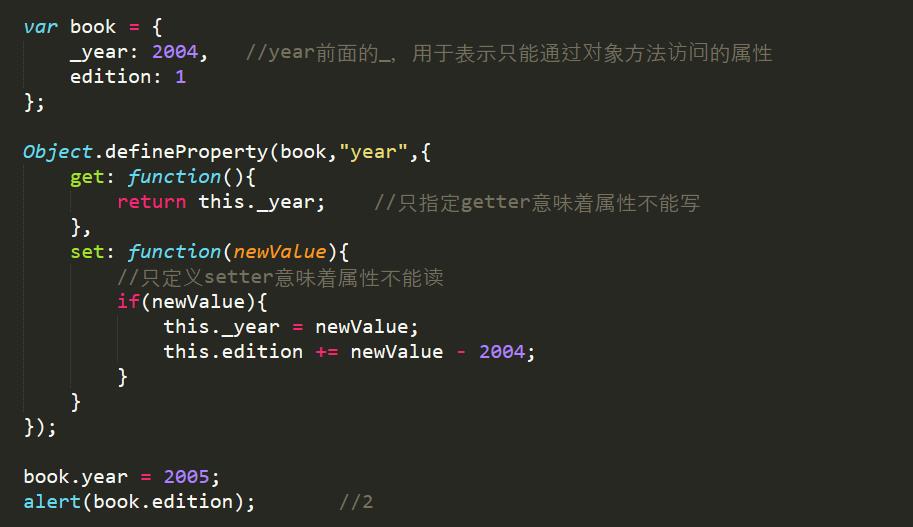 var book = {
    _year: 2004,   //year前面的_，用于表示只能通过对象方法访问的属性
    edition: 1
};
Object.defineProperty(book,"year",{
    get: function(){
        return this._year;    //只指定getter意味着属性不能写
    },
    set: function(newValue){
        //只定义setter意味着属性不能读
        if(newValue){
            this._year = newValue;
            this.edition += newValue - 2004;
        }
    }
});
book.year = 2005;
alert(book.edition);       //2